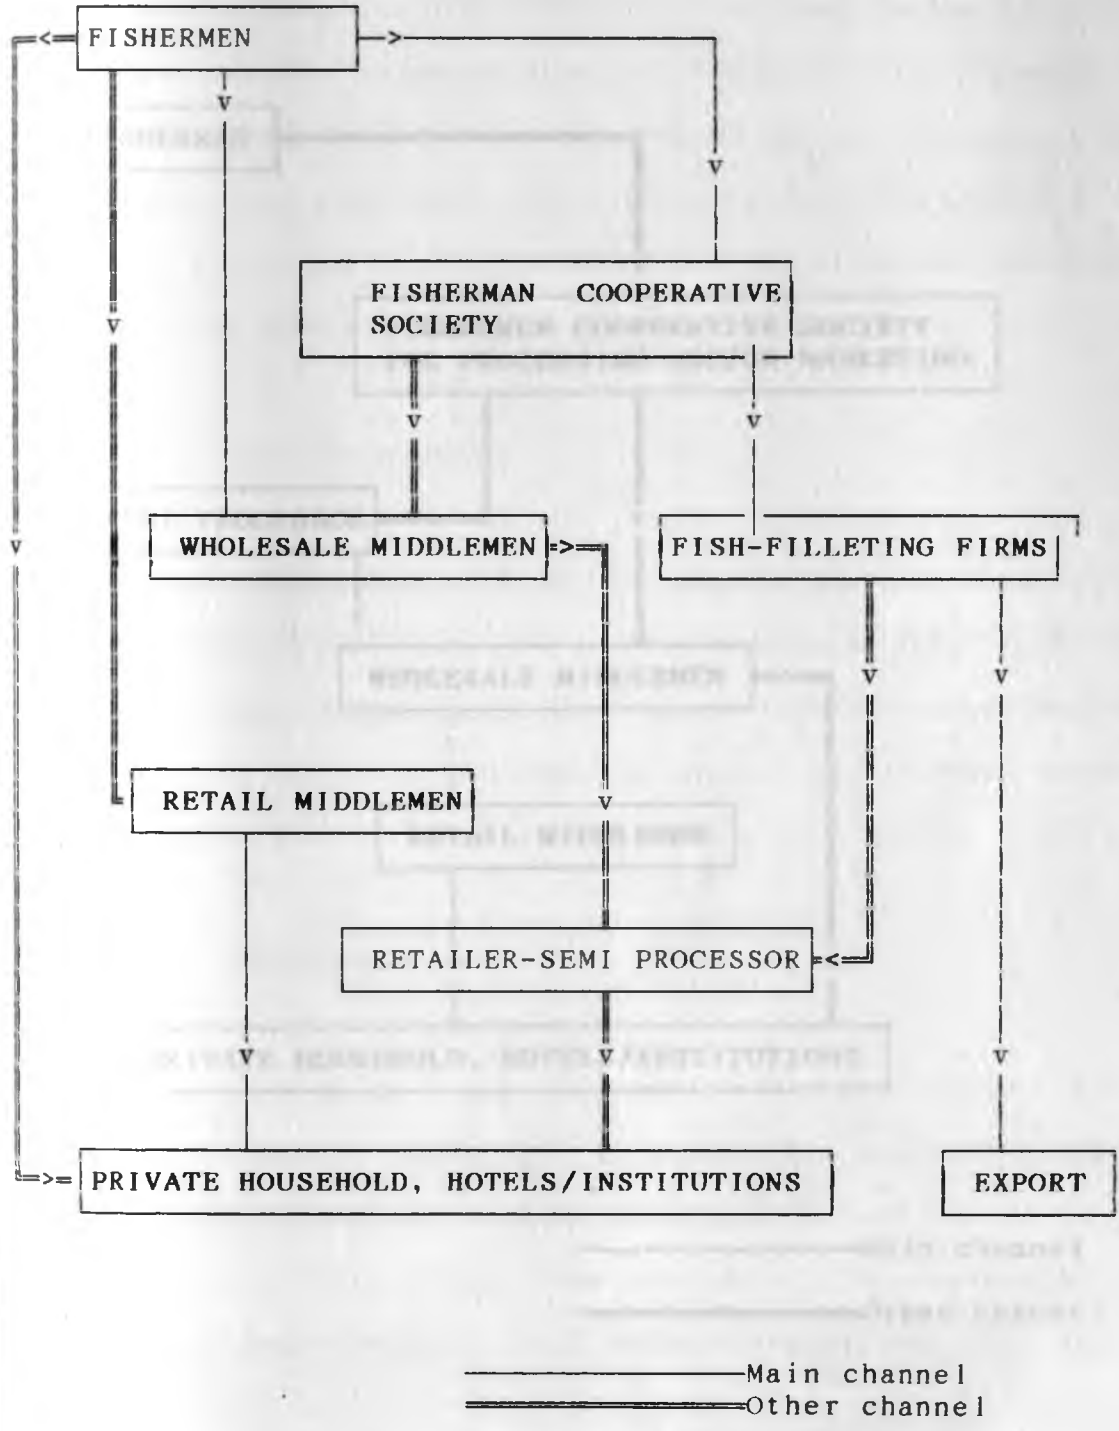 FISHERMEN
FISHERMAN COOPERATIVE
SOCIETY
WHOLESALE MIDDLEMEN
FISH-FILLETING FIRMS
RETAIL MIDDLEMEN
RETAILER-SEMI PROCESSOR
PRIVATE HOUSEHOLD, HOTELS/INSTITUTIONS
EXPORT
Main channel
Other channel